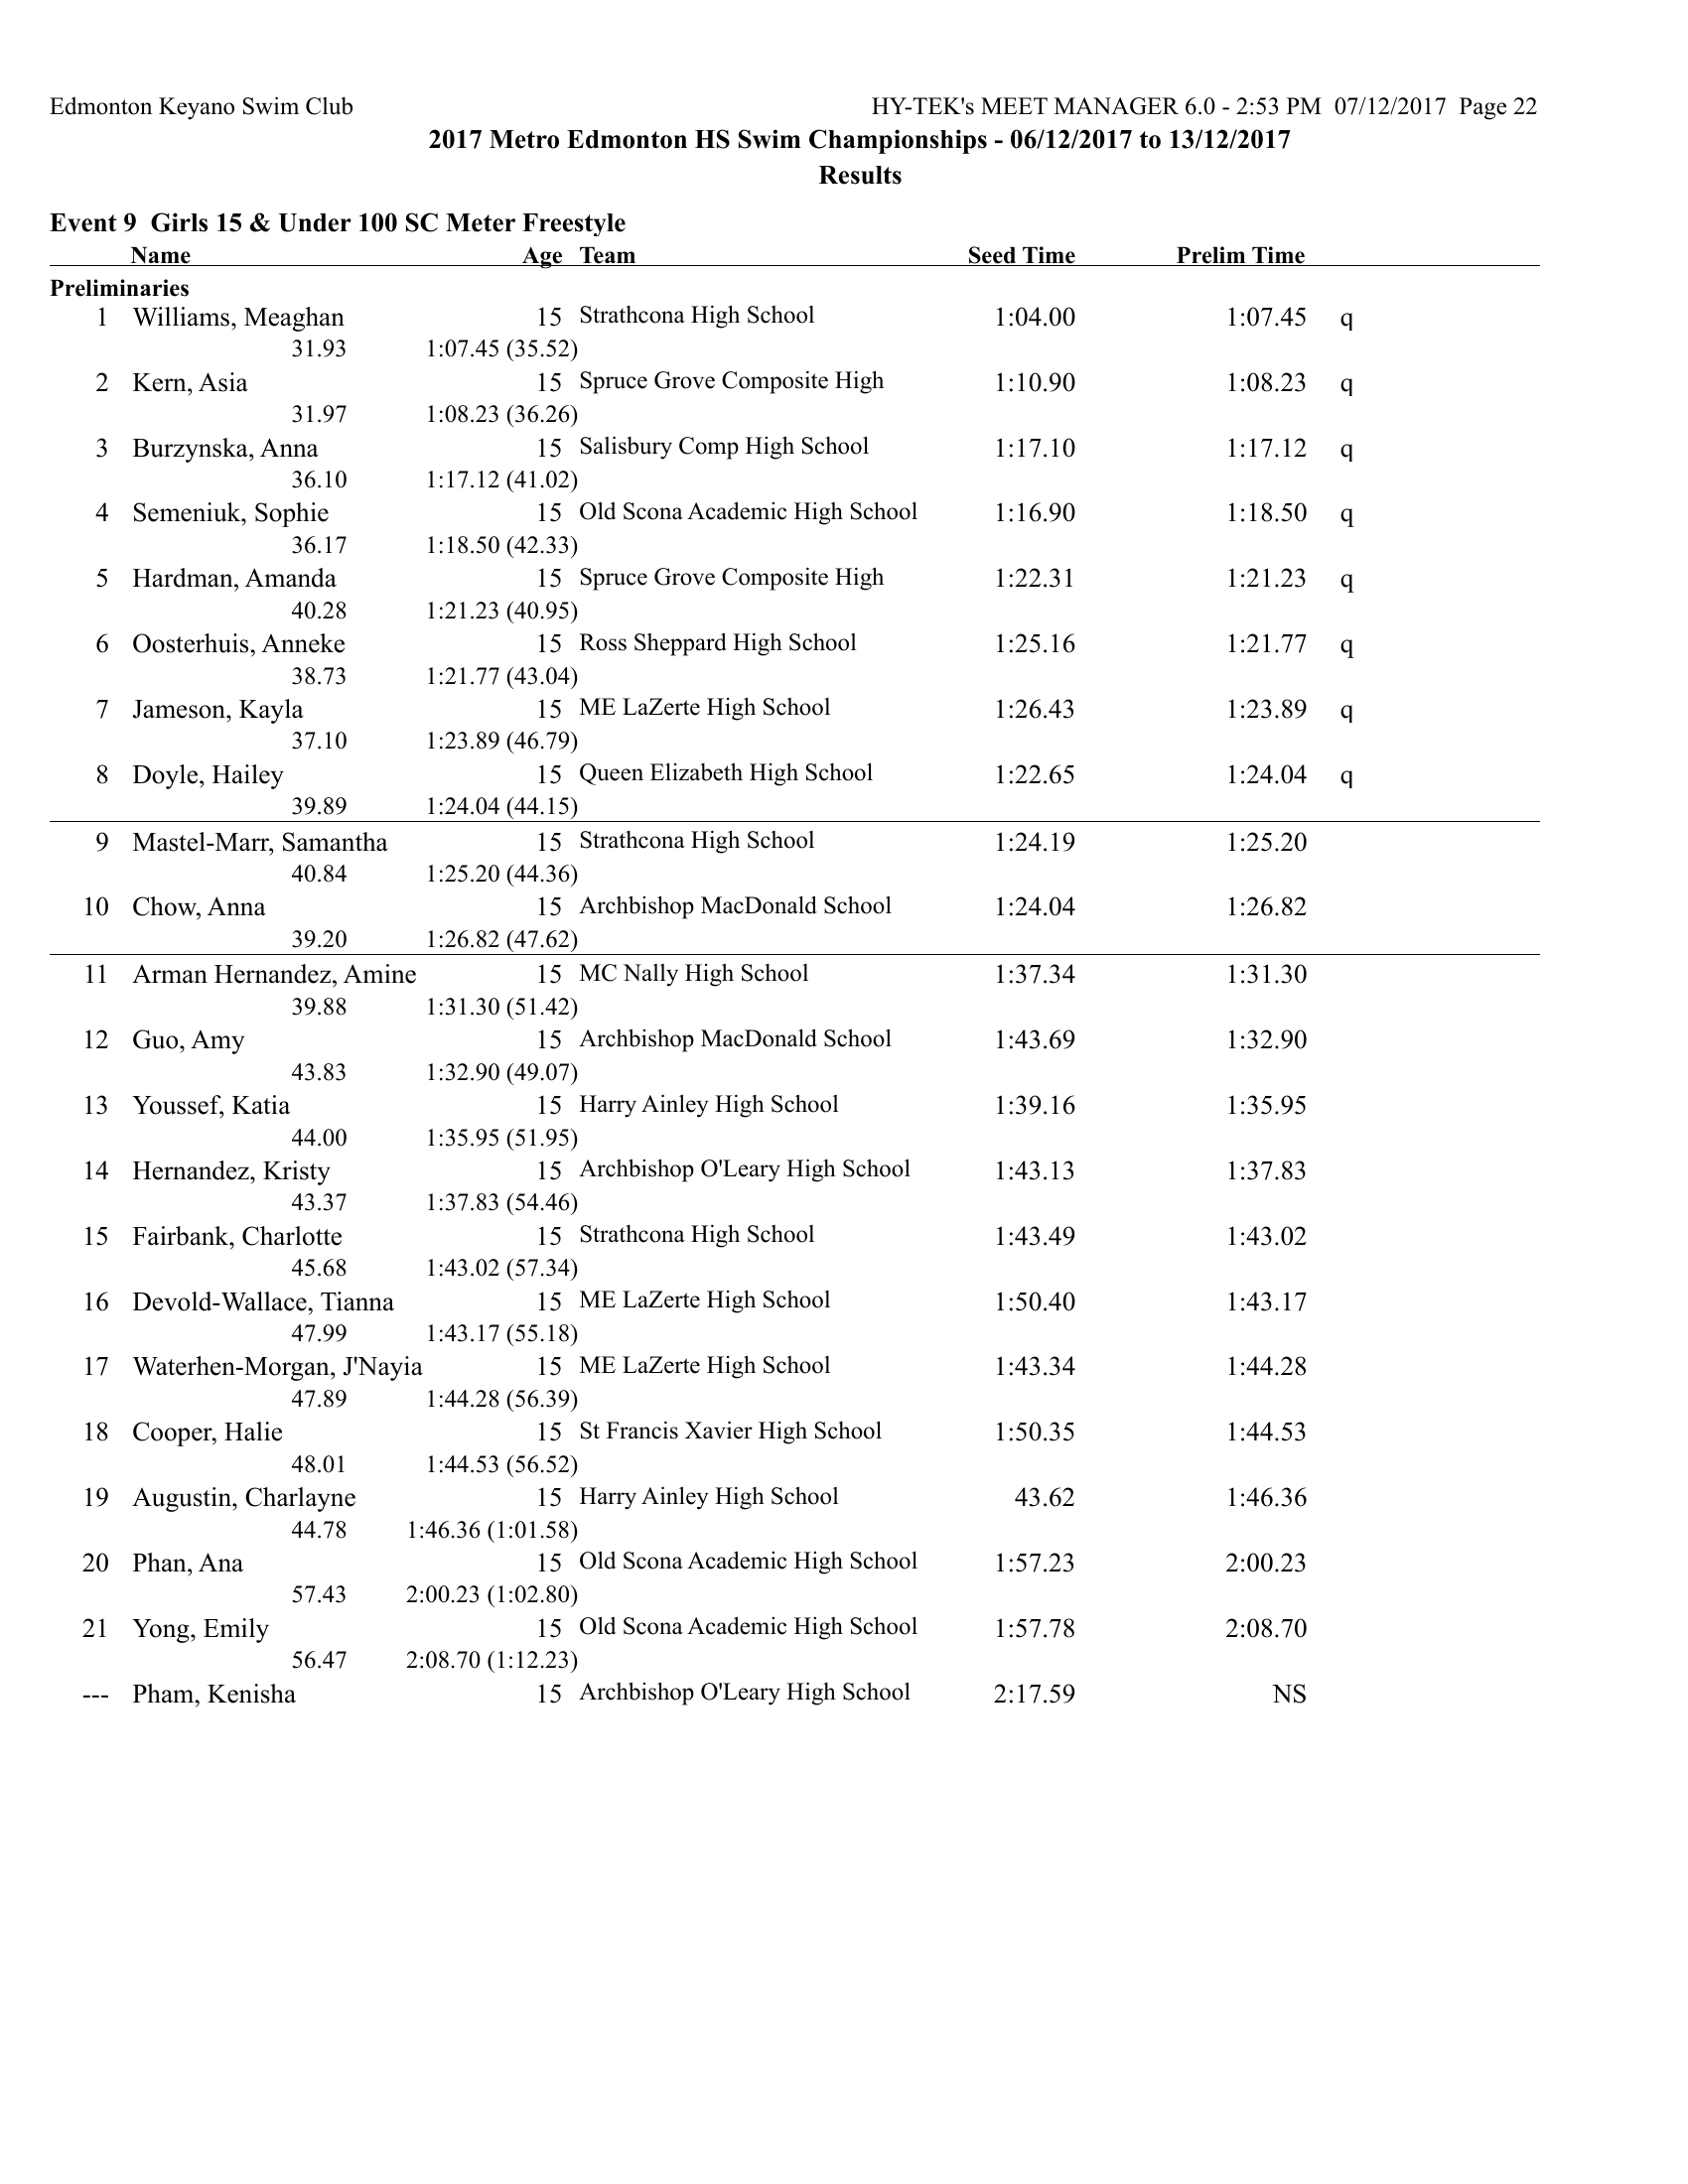 Edmonton Keyano Swim Club HY-TEK's MEET MANAGER 6.0 - 2:53 PM 07/12/2017 Page 22
2017 Metro Edmonton HS Swim Championships - 06/12/2017 to 13/12/2017
Results
Event 9 Girls 15 & Under 100 SC Meter Freestyle
Name Age Team Seed Time Prelim Time
Preliminaries
1 Williams, Meaghan 15 Strathcona High School 1:04.00 1:07.45 q
31.93 1:07.45 (35.52)
2 Kern, Asia 15 Spruce Grove Composite High 1:10.90 1:08.23 q
31.97 1:08.23 (36.26)
3 Burzynska, Anna 15 Salisbury Comp High School 1:17.10 1:17.12 q
36.10 1:17.12 (41.02)
4 Semeniuk, Sophie 15 Old Scona Academic High School 1:16.90 1:18.50 q
36.17 1:18.50 (42.33)
5 Hardman, Amanda 15 Spruce Grove Composite High 1:22.31 1:21.23 q
40.28 1:21.23 (40.95)
6 Oosterhuis, Anneke 15 Ross Sheppard High School 1:25.16 1:21.77 q
38.73 1:21.77 (43.04)
7 Jameson, Kayla 15 ME LaZerte High School 1:26.43 1:23.89 q
37.10 1:23.89 (46.79)
8 Doyle, Hailey 15 Queen Elizabeth High School 1:22.65 1:24.04 q
39.89 1:24.04 (44.15)
9 Mastel-Marr, Samantha 15 Strathcona High School 1:24.19 1:25.20
40.84 1:25.20 (44.36)
10 Chow, Anna 15 Archbishop MacDonald School 1:24.04 1:26.82
39.20 1:26.82 (47.62)
11 Arman Hernandez, Amine 15 MC Nally High School 1:37.34 1:31.30
39.88 1:31.30 (51.42)
12 Guo, Amy 15 Archbishop MacDonald School 1:43.69 1:32.90
43.83 1:32.90 (49.07)
13 Youssef, Katia 15 Harry Ainley High School 1:39.16 1:35.95
44.00 1:35.95 (51.95)
14 Hernandez, Kristy 15 Archbishop O'Leary High School 1:43.13 1:37.83
43.37 1:37.83 (54.46)
15 Fairbank, Charlotte 15 Strathcona High School 1:43.49 1:43.02
45.68 1:43.02 (57.34)
16 Devold-Wallace, Tianna 15 ME LaZerte High School 1:50.40 1:43.17
47.99 1:43.17 (55.18)
17 Waterhen-Morgan, J'Nayia 15 ME LaZerte High School 1:43.34 1:44.28
47.89 1:44.28 (56.39)
18 Cooper, Halie 15 St Francis Xavier High School 1:50.35 1:44.53
48.01 1:44.53 (56.52)
19 Augustin, Charlayne 15 Harry Ainley High School 43.62 1:46.36
44.78 1:46.36 (1:01.58)
20 Phan, Ana 15 Old Scona Academic High School 1:57.23 2:00.23
57.43 2:00.23 (1:02.80)
21 Yong, Emily 15 Old Scona Academic High School 1:57.78 2:08.70
56.47 2:08.70 (1:12.23)
--- Pham, Kenisha 15 Archbishop O'Leary High School 2:17.59 NS